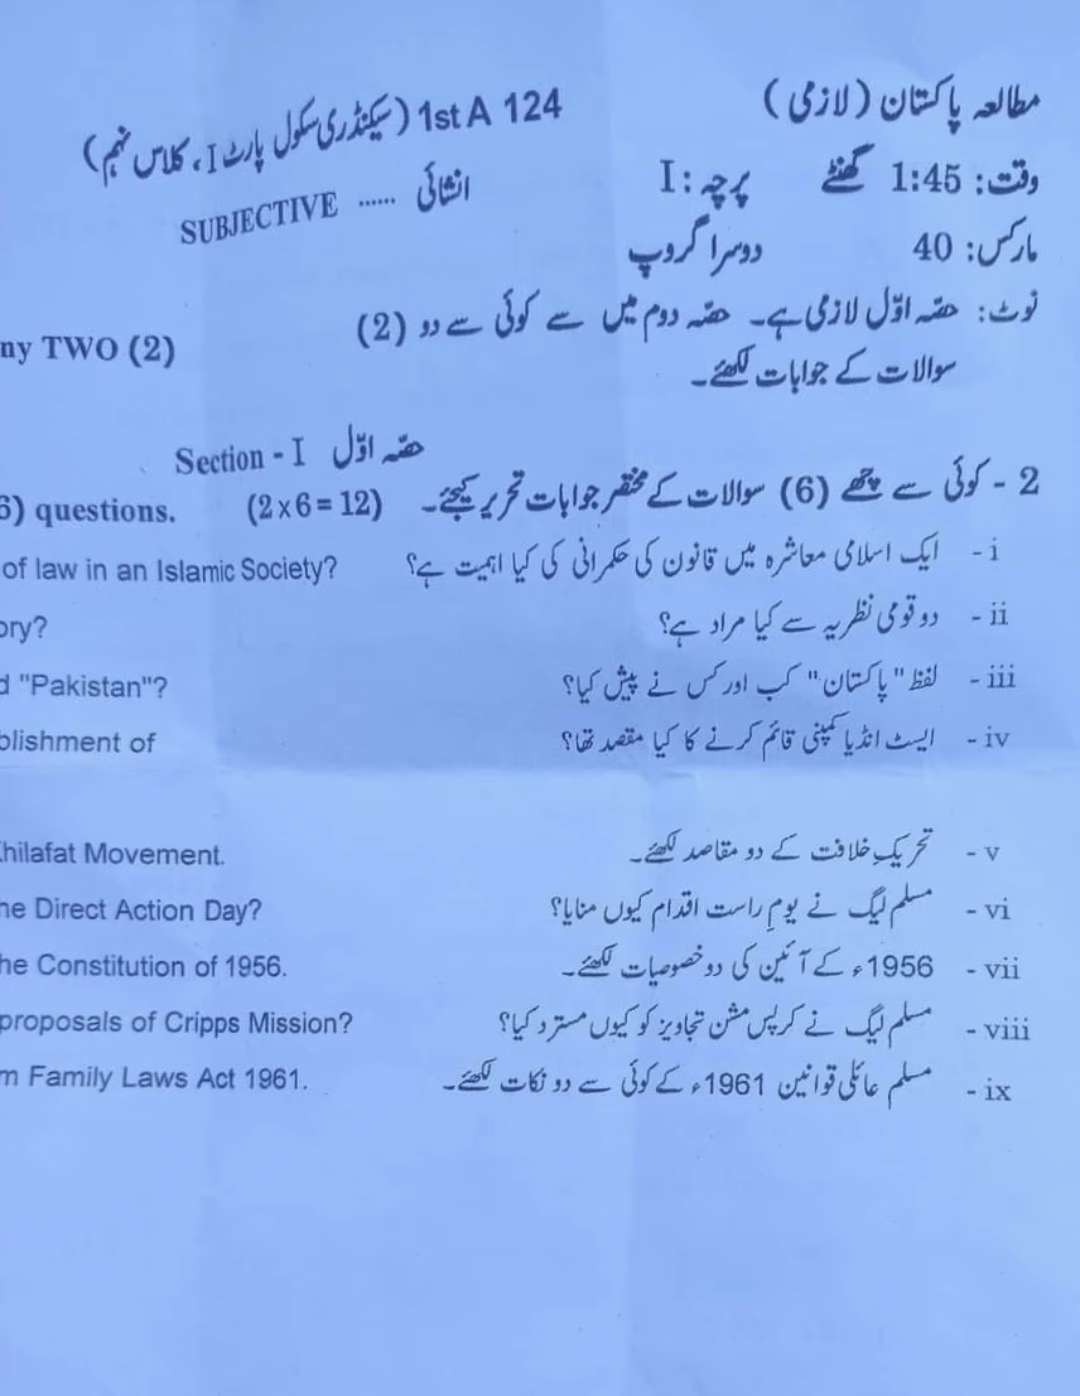 مطالعہ پاکستان (لازمی) 1st A 124 (سیکنڈری سکول پارٹ I، کلاس نہم)
وقت: 1:45 گھنٹے پرچہ: I انشائی ...... SUBJECTIVE
مارکس: 40 دوسرا گروپ
نوٹ: حصّہ اوّل لازمی ہے۔ حصّہ دوم میں سے کوئی سے دو (2)
ny TWO (2)
سوالات کے جوابات لکھئے۔
Section - I حصّہ اوّل
2 - کوئی سے چھے (6) سوالات کے مختصر جوابات تحریر کیجئے۔ (2x6=12)
6) questions.
i - ایک اسلامی معاشرہ میں قانون کی حکمرانی کی کیا اہمیت ہے؟
of law in an Islamic Society?
ii - دو قومی نظریہ سے کیا مراد ہے؟
ory?
iii - لفظ "پاکستان" کب اور کس نے پیش کیا؟
d "Pakistan"?
iv - ایسٹ انڈیا کمپنی قائم کرنے کا کیا مقصد تھا؟
blishment of
v - تحریکِ خلافت کے دو مقاصد لکھئے۔
Khilafat Movement.
vi - مسلم لیگ نے یومِ راست اقدام کیوں منایا؟
he Direct Action Day?
vii - 1956ء کے آئین کی دو خصوصیات لکھئے۔
he Constitution of 1956.
viii - مسلم لیگ نے کرپس مشن تجاویز کو کیوں مسترد کیا؟
proposals of Cripps Mission?
ix - مسلم عائلی قوانین 1961ء کے کوئی سے دو نکات لکھئے۔
m Family Laws Act 1961.